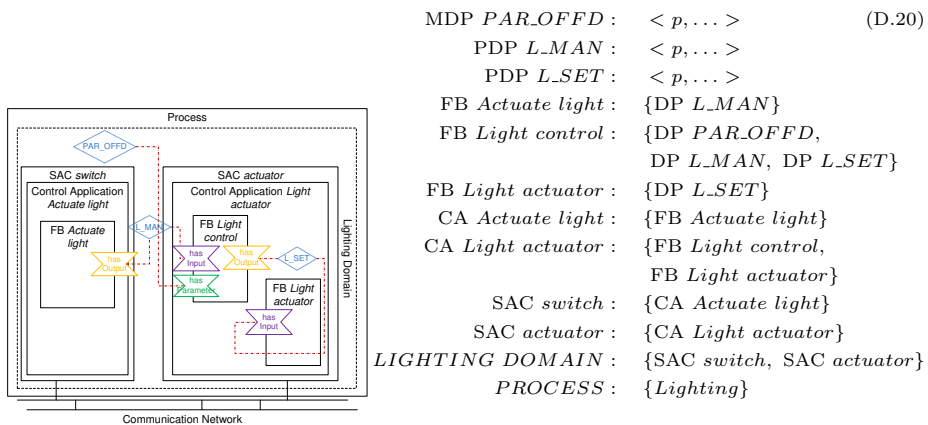 Process
PAR_OFFD
SAC switch
Control Application
Actuate light
FB Actuate
light
has
Output
L_MAN
SAC actuator
Control Application Light
actuator
FB Light
control
has
Input
has
Output
has
Parameter
L_SET
FB Light
actuator
has
Input
Lighting Domain
Communication Network
MDP PAR_OFFD : < p, . . . > (D.20)
PDP L_MAN : < p, . . . >
PDP L_SET : < p, . . . >
FB Actuate light : {DP L_MAN}
FB Light control : {DP PAR_OFFD,
DP L_MAN, DP L_SET}
FB Light actuator : {DP L_SET}
CA Actuate light : {FB Actuate light}
CA Light actuator : {FB Light control,
FB Light actuator}
SAC switch : {CA Actuate light}
SAC actuator : {CA Light actuator}
LIGHTING DOMAIN : {SAC switch, SAC actuator}
PROCESS : {Lighting}